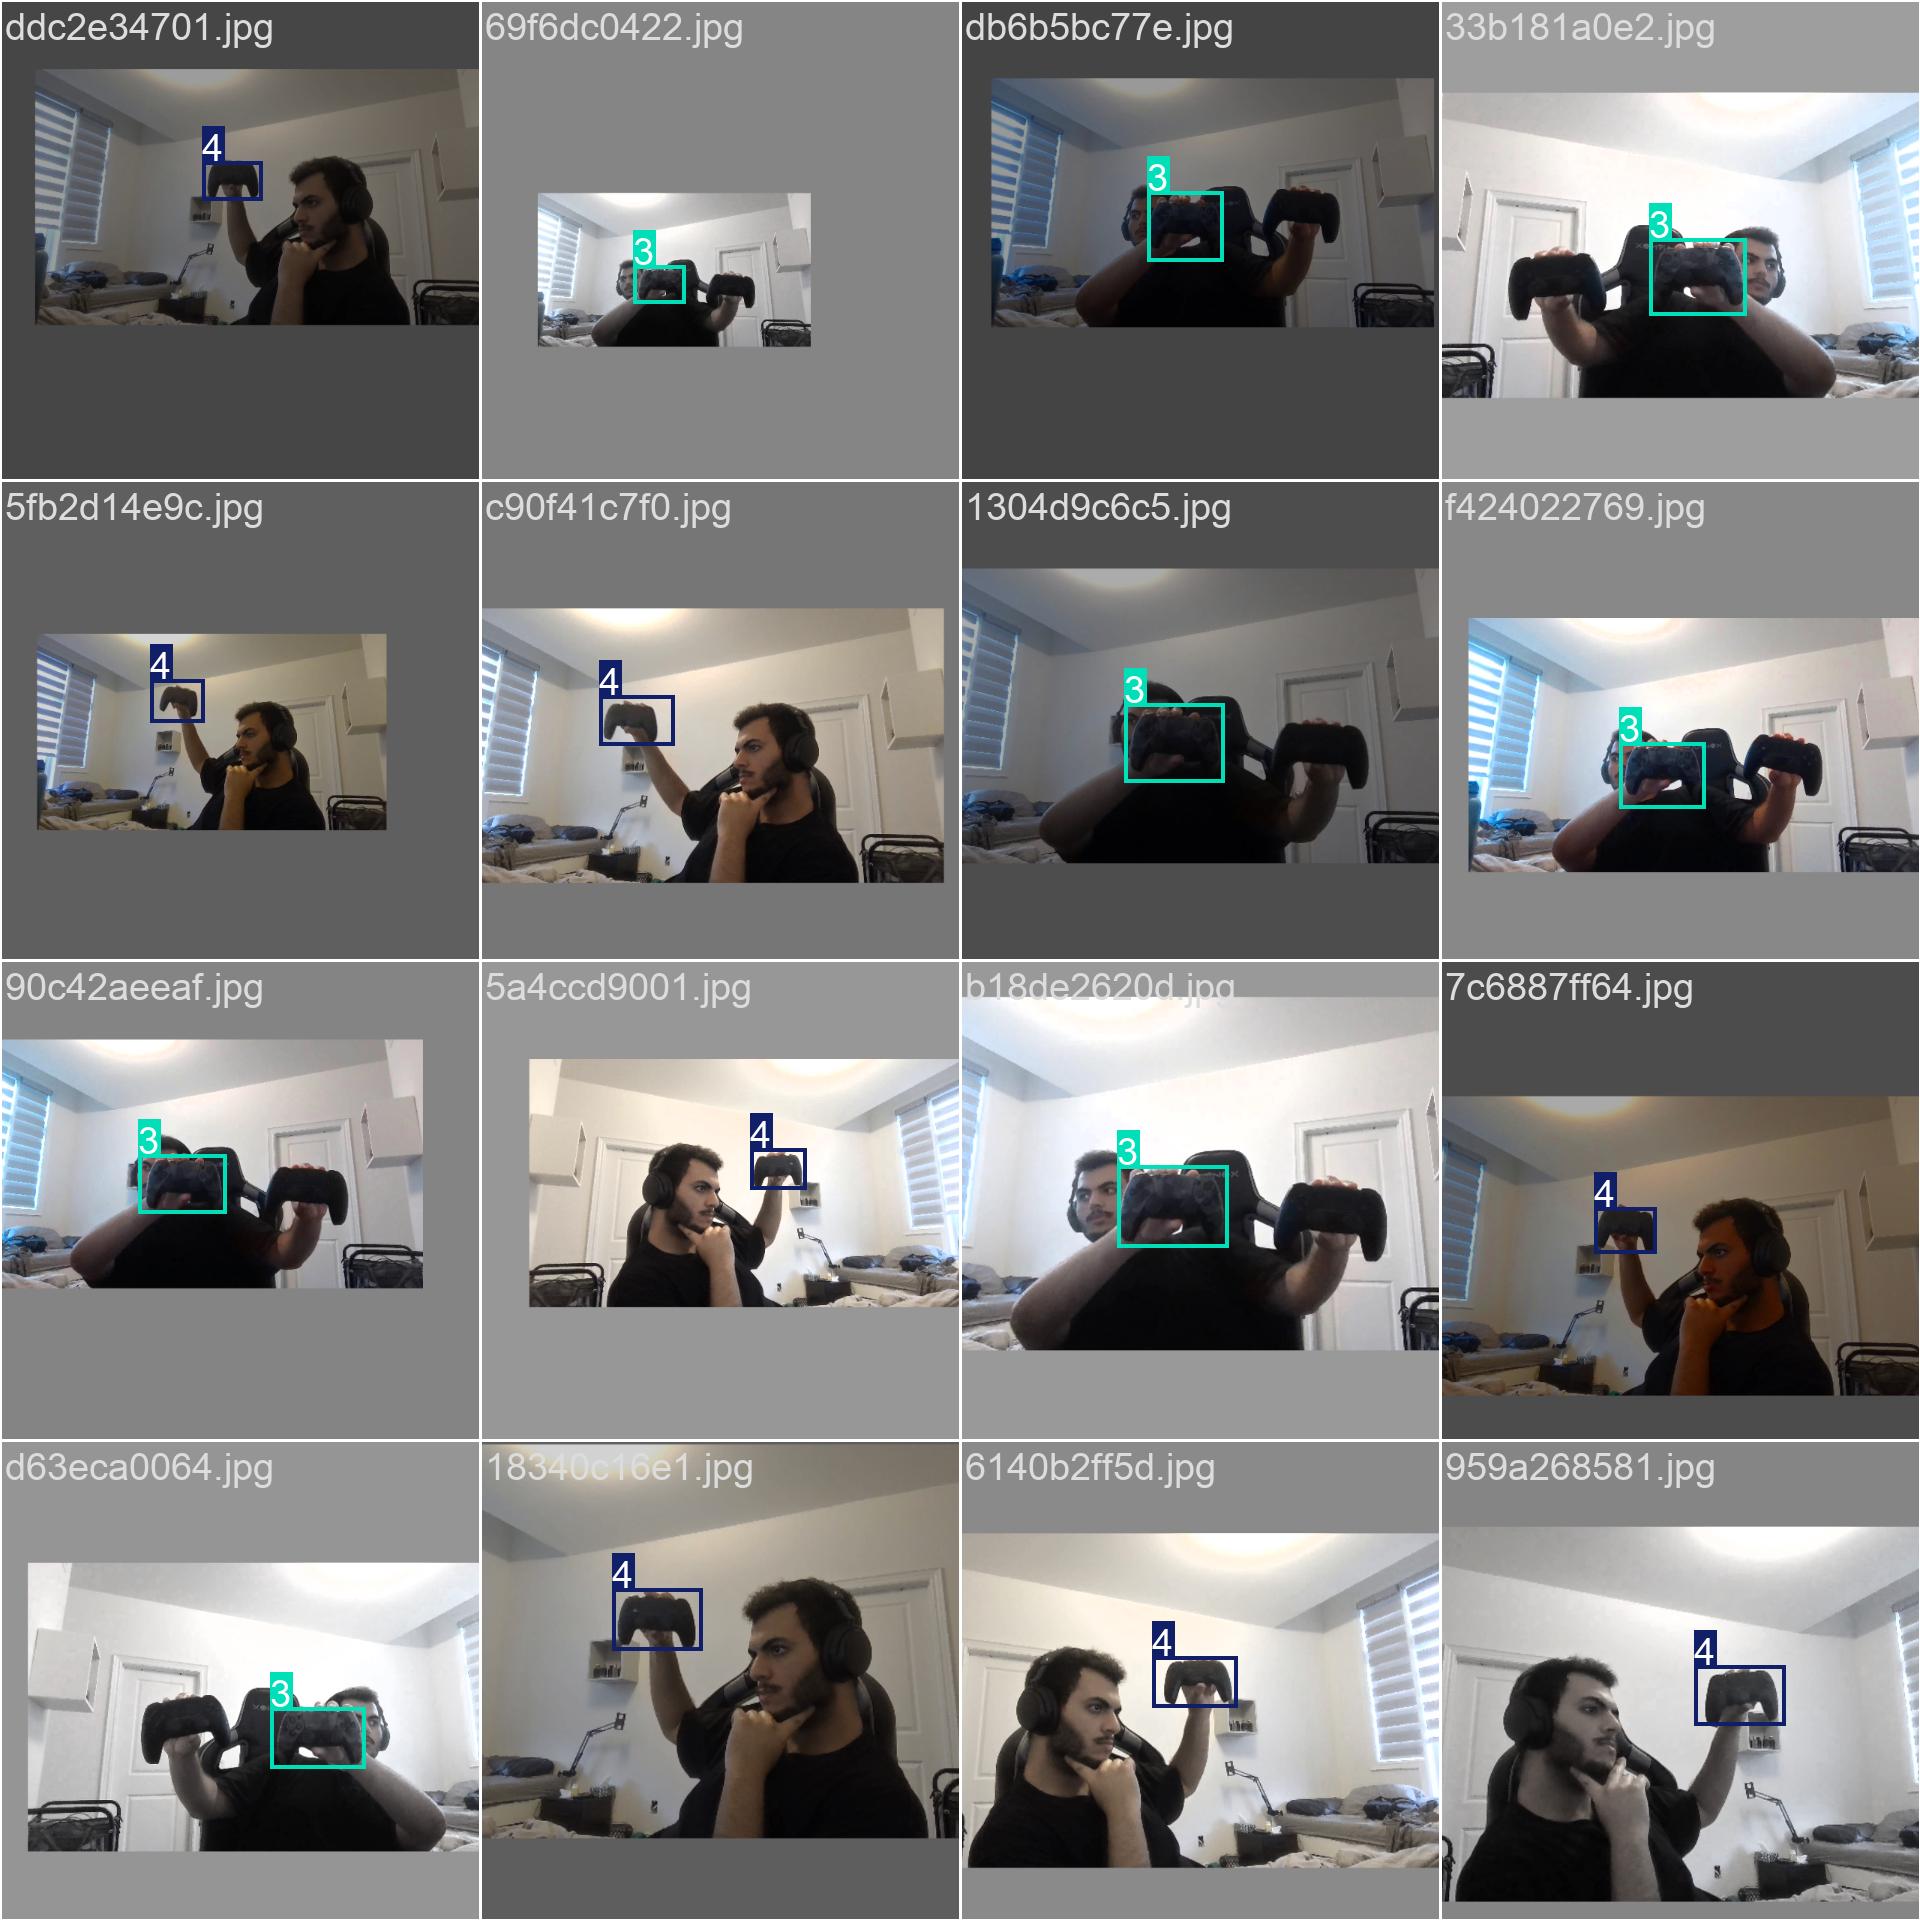 ddc2e34701.jpg
69f6dc0422.jpg
db6b5bc77e.jpg
33b181a0e2.jpg
4
3
3
3
5fb2d14e9c.jpg
c90f41c7f0.jpg
1304d9c6c5.jpg
f424022769.jpg
4
4
3
3
90c42aeeaf.jpg
5a4ccd9001.jpg
b18de2620d.jpg
7c6887ff64.jpg
3
4
3
4
d63eca0064.jpg
18340c16e1.jpg
6140b2ff5d.jpg
959a268581.jpg
3
4
4
4